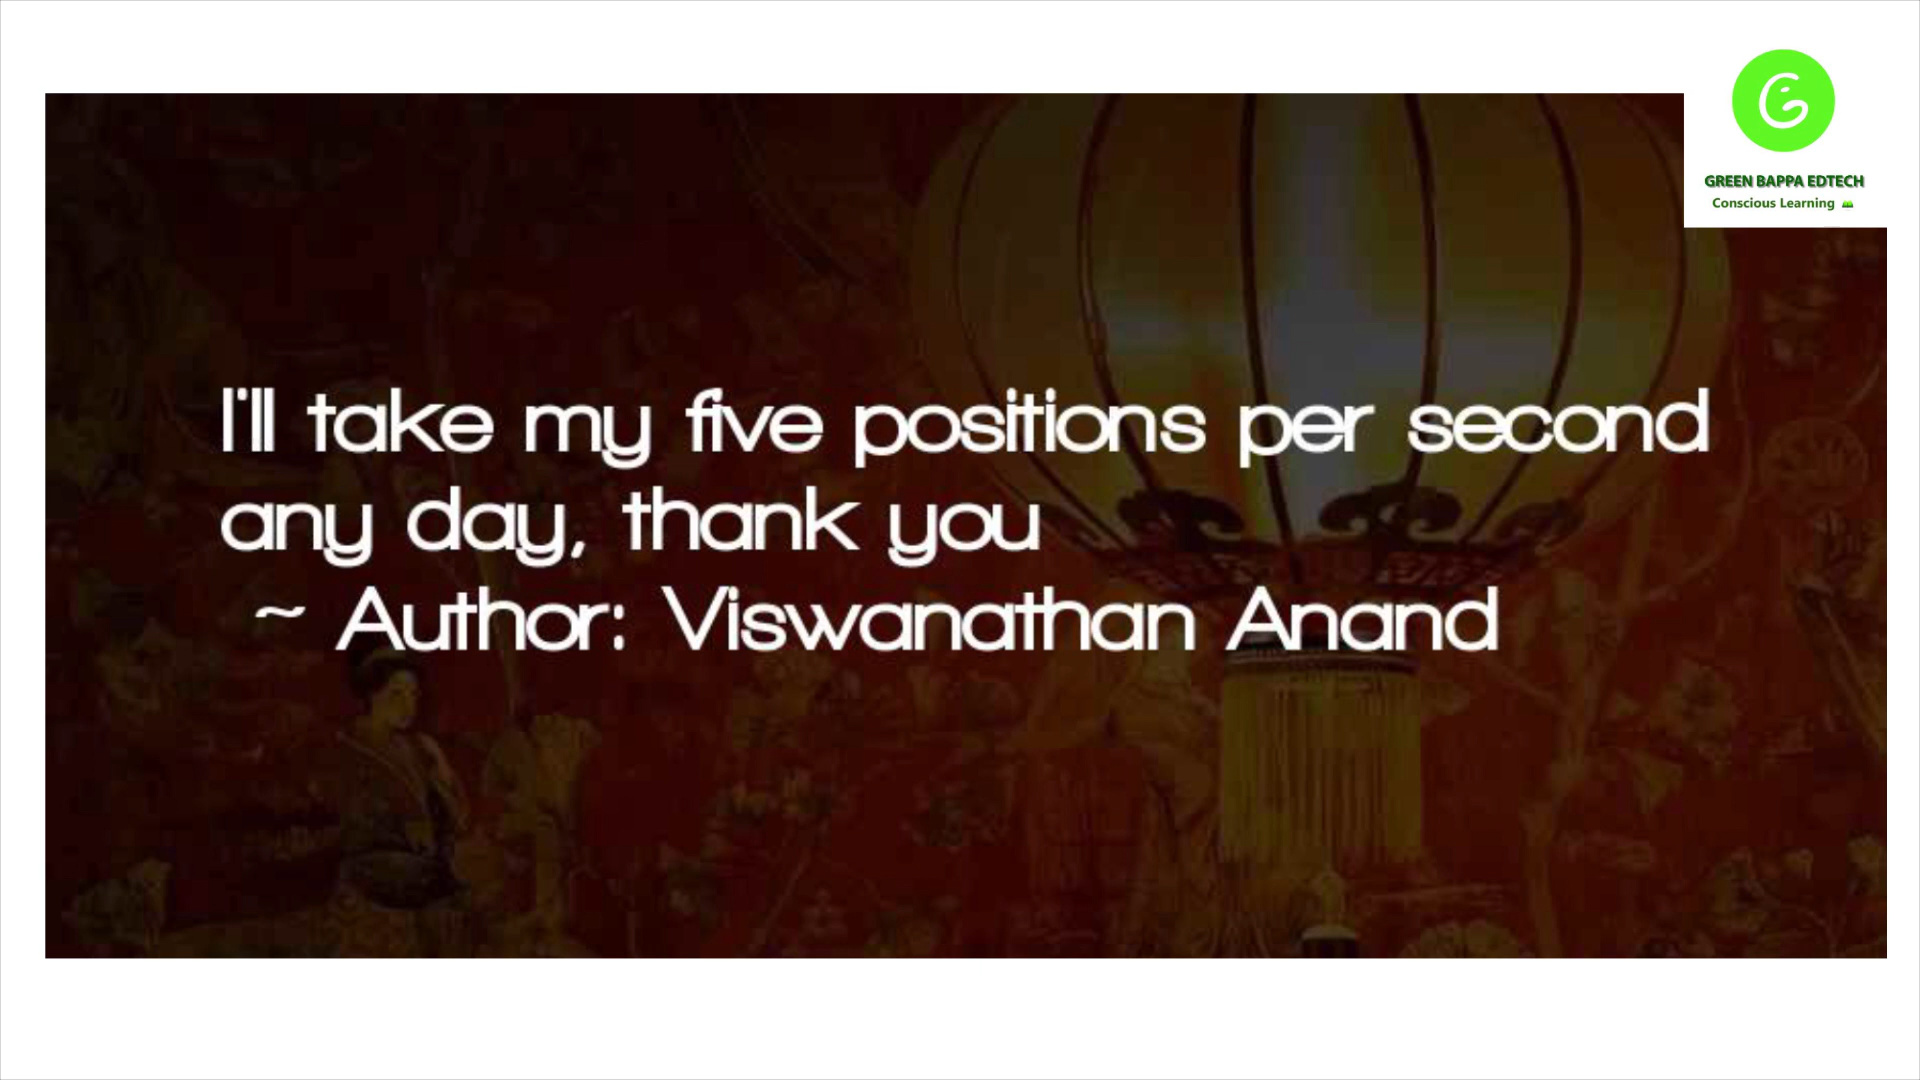 GREEN BAPPA EDTECH
Conscious Learning
I'll take my five positions per second
any day, thank you
~ Author: Viswanathan Anand